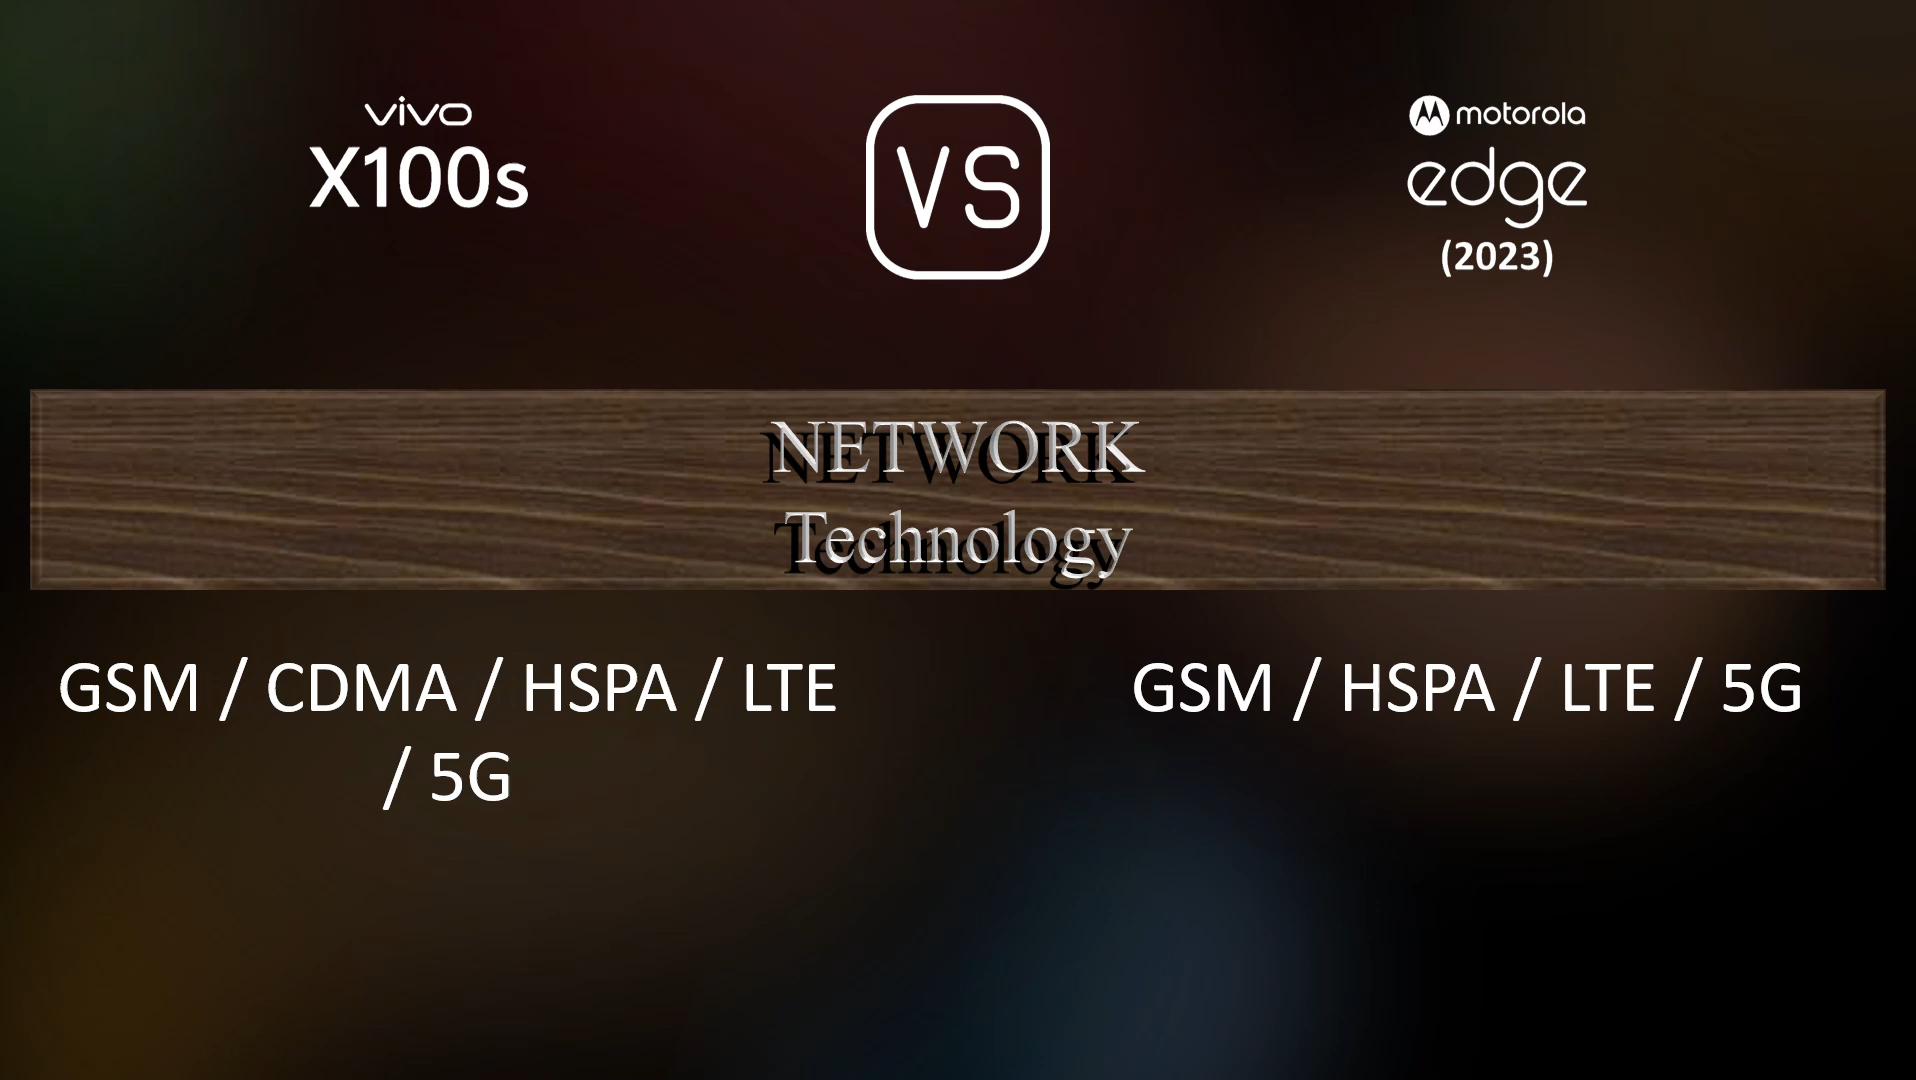 vivo
X100s
VS
motorola
edge
(2023)
NETWORK
Technology
GSM / CDMA / HSPA / LTE
/ 5G
GSM / HSPA / LTE / 5G